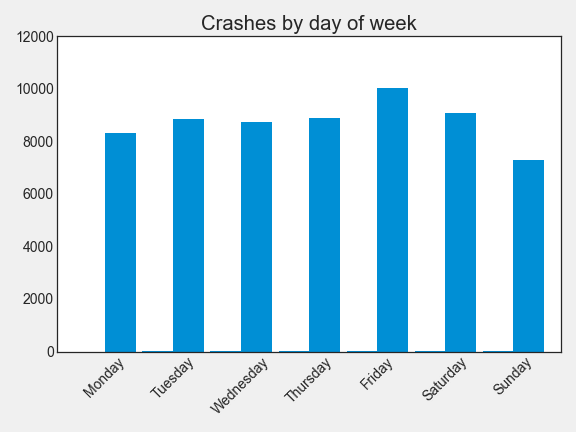 Crashes by day of week
12000
10000
8000
6000
4000
2000
0
Monday
Tuesday
Wednesday
Thursday
Friday
Saturday
Sunday